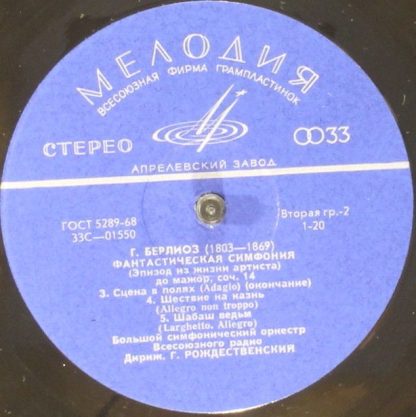 МЕЛОДИЯ
ВСЕСОЮЗНАЯ ФИРМА ГРАМПЛАСТИНОК
СТЕРЕО
33
АПРЕЛЕВСКИЙ ЗАВОД
ГОСТ 5289-68
33С—01550
Вторая гр.-2
1-20
Г. БЕРЛИОЗ (1803—1869)
ФАНТАСТИЧЕСКАЯ СИМФОНИЯ
(Эпизод из жизни артиста)
до мажор, соч. 14
3. Сцена в полях (Adagio) (окончание)
4. Шествие на казнь
(Allegro non troppo)
5. Шабаш ведьм
(Larghetto. Allegro)
Большой симфонический оркестр
Всесоюзного радио
Дириж. Г. РОЖДЕСТВЕНСКИЙ